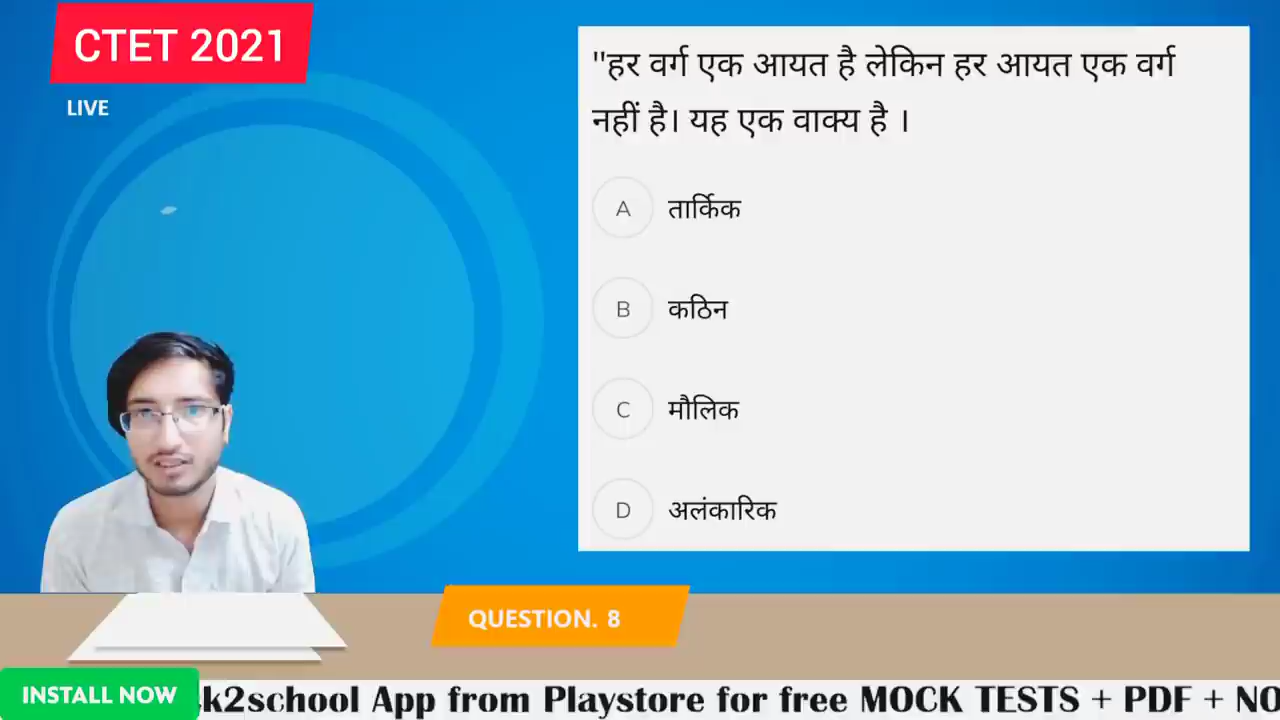 CTET 2021
LIVE
"हर वर्ग एक आयत है लेकिन हर आयत एक वर्ग
नहीं है। यह एक वाक्य है ।
A तार्किक
B कठिन
C मौलिक
D अलंकारिक
QUESTION. 8
INSTALL NOW
k2school App from Playstore for free MOCK TESTS + PDF + NO